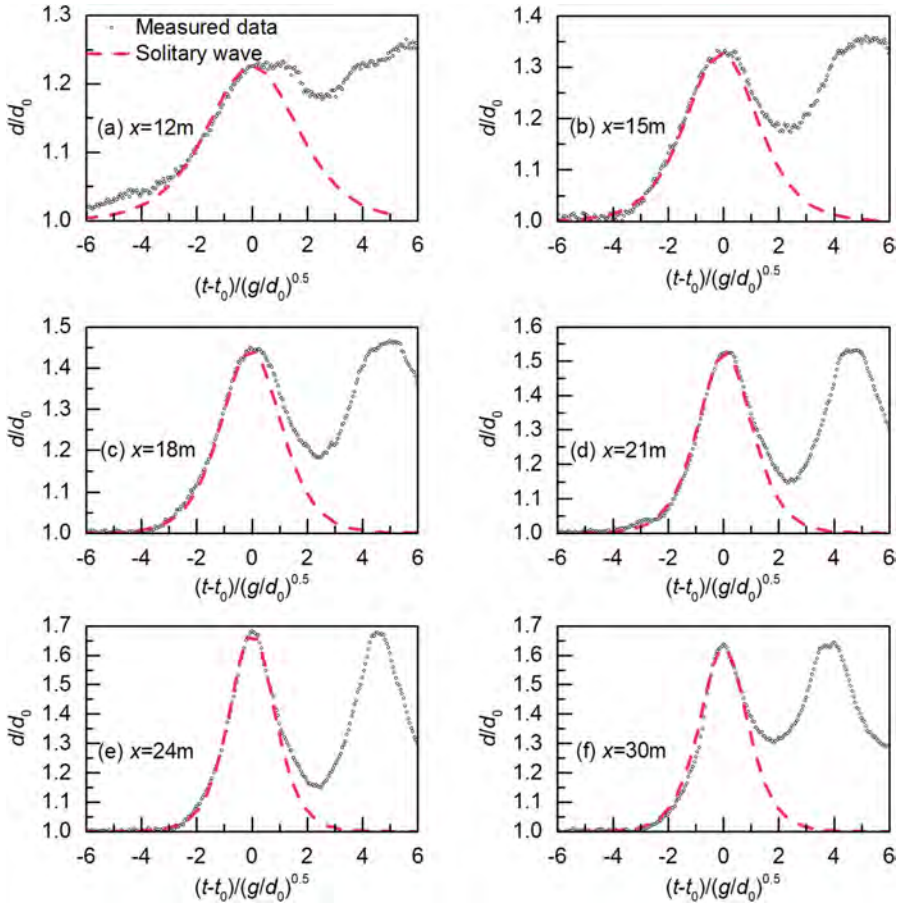 1.3
1.2
1.1
1.0
d/d0
Measured data
Solitary wave
(a) x=12m
-6 -4 -2 0 2 4 6
(t-t0)/(g/d0)^0.5
1.4
1.3
1.2
1.1
1.0
d/d0
(b) x=15m
-6 -4 -2 0 2 4 6
(t-t0)/(g/d0)^0.5
1.5
1.4
1.3
1.2
1.1
1.0
d/d0
(c) x=18m
-6 -4 -2 0 2 4 6
(t-t0)/(g/d0)^0.5
1.6
1.5
1.4
1.3
1.2
1.1
1.0
d/d0
(d) x=21m
-6 -4 -2 0 2 4 6
(t-t0)/(g/d0)^0.5
1.7
1.6
1.5
1.4
1.3
1.2
1.1
1.0
d/d0
(e) x=24m
-6 -4 -2 0 2 4 6
(t-t0)/(g/d0)^0.5
1.7
1.6
1.5
1.4
1.3
1.2
1.1
1.0
d/d0
(f) x=30m
-6 -4 -2 0 2 4 6
(t-t0)/(g/d0)^0.5